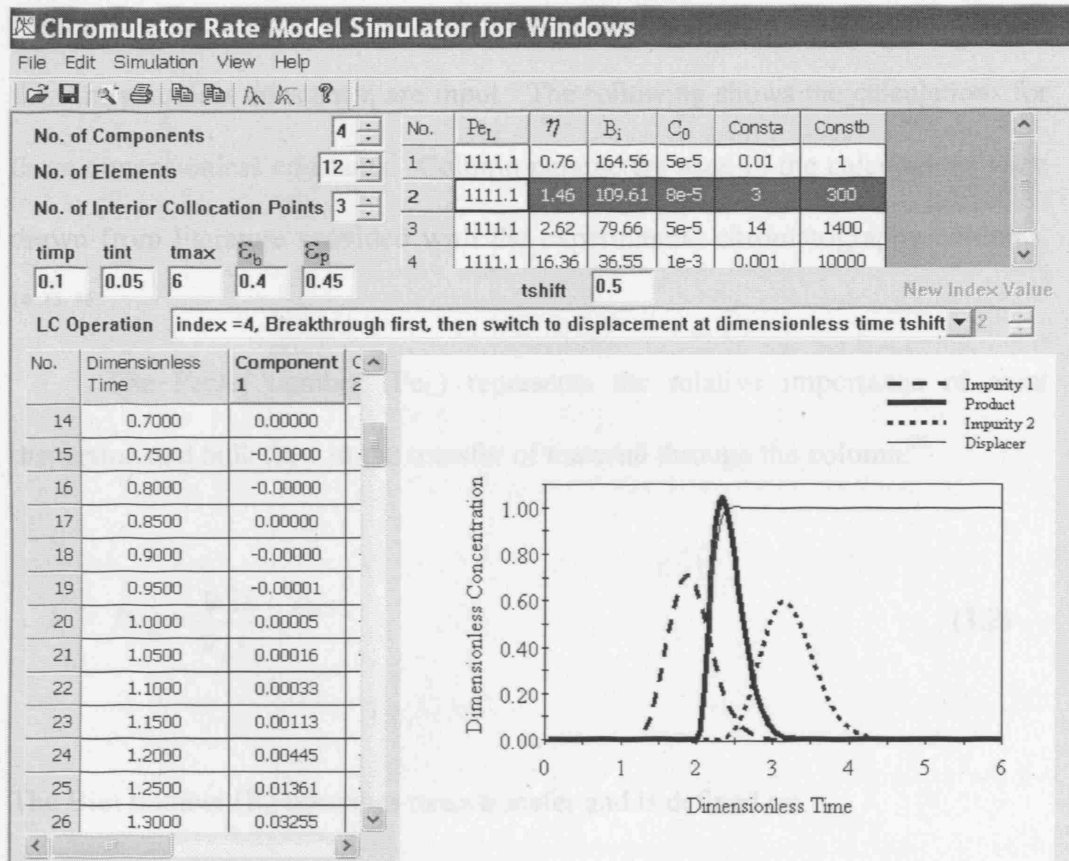 Chromulator Rate Model Simulator for Windows
File Edit Simulation View Help
No. of Components 4
No. of Elements 12
No. of Interior Collocation Points 3
timp tint tmax εb εp
0.1 0.05 6 0.4 0.45
No. PeL η Bi C0 Consta Constb
1 1111.1 0.76 164.56 5e-5 0.01
2 1111.1 1.46 109.61 8e-5 3 300
3 1111.1 2.62 79.66 5e-5 14 1400
4 1111.1 16.36 36.55 1e-3 0.001 10000
tshift 0.5
New Index Value
LC Operation index =4, Breakthrough first, then switch to displacement at dimensionless time tshift 2
No. Dimensionless Time Component 1 C 2
14 0.7000 0.00000
15 0.7500 -0.00000
16 0.8000 -0.00000
17 0.8500 0.00000
18 0.9000 -0.00000
19 0.9500 -0.00001
20 1.0000 0.00005
21 1.0500 0.00016
22 1.1000 0.00033
23 1.1500 0.00113
24 1.2000 0.00445
25 1.2500 0.01361
26 1.3000 0.03255
Impurity 1
Product
Impurity 2
Displacer
Dimensionless Concentration
1.00
0.80
0.60
0.40
0.20
0.00
0 1 2 3 4 5 6
Dimensionless Time